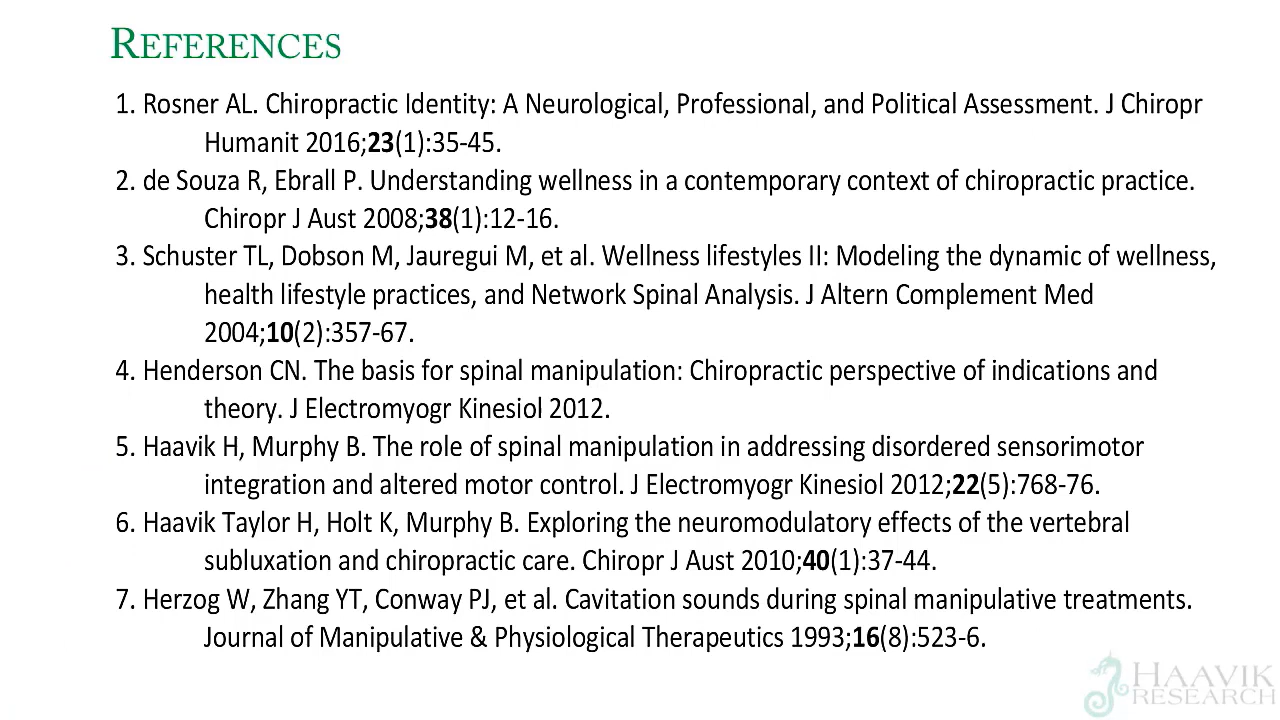 REFERENCES
1. Rosner AL. Chiropractic Identity: A Neurological, Professional, and Political Assessment. J Chiropr
Humanit 2016;23(1):35-45.
2. de Souza R, Ebrall P. Understanding wellness in a contemporary context of chiropractic practice.
Chiropr J Aust 2008;38(1):12-16.
3. Schuster TL, Dobson M, Jauregui M, et al. Wellness lifestyles II: Modeling the dynamic of wellness,
health lifestyle practices, and Network Spinal Analysis. J Altern Complement Med
2004;10(2):357-67.
4. Henderson CN. The basis for spinal manipulation: Chiropractic perspective of indications and
theory. J Electromyogr Kinesiol 2012.
5. Haavik H, Murphy B. The role of spinal manipulation in addressing disordered sensorimotor
integration and altered motor control. J Electromyogr Kinesiol 2012;22(5):768-76.
6. Haavik Taylor H, Holt K, Murphy B. Exploring the neuromodulatory effects of the vertebral
subluxation and chiropractic care. Chiropr J Aust 2010;40(1):37-44.
7. Herzog W, Zhang YT, Conway PJ, et al. Cavitation sounds during spinal manipulative treatments.
Journal of Manipulative & Physiological Therapeutics 1993;16(8):523-6.
HAAVIK
RESEARCH